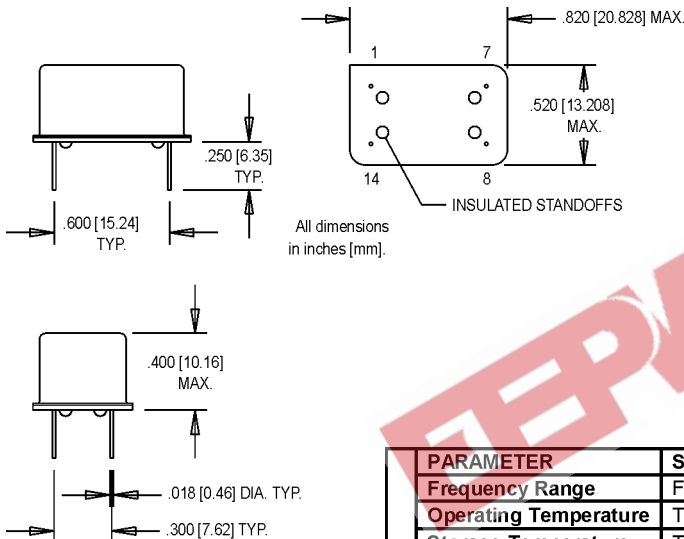 .820 [20.828] MAX.
1 7
.520 [13.208]
MAX.
.250 [6.35]
TYP.
14 8
INSULATED STANDOFFS
.600 [15.24]
TYP.
All dimensions
in inches [mm].
.400 [10.16]
MAX.
.018 [0.46] DIA. TYP.
.300 [7.62] TYP.
PARAMETER S
Frequency Range F
Operating Temperature T